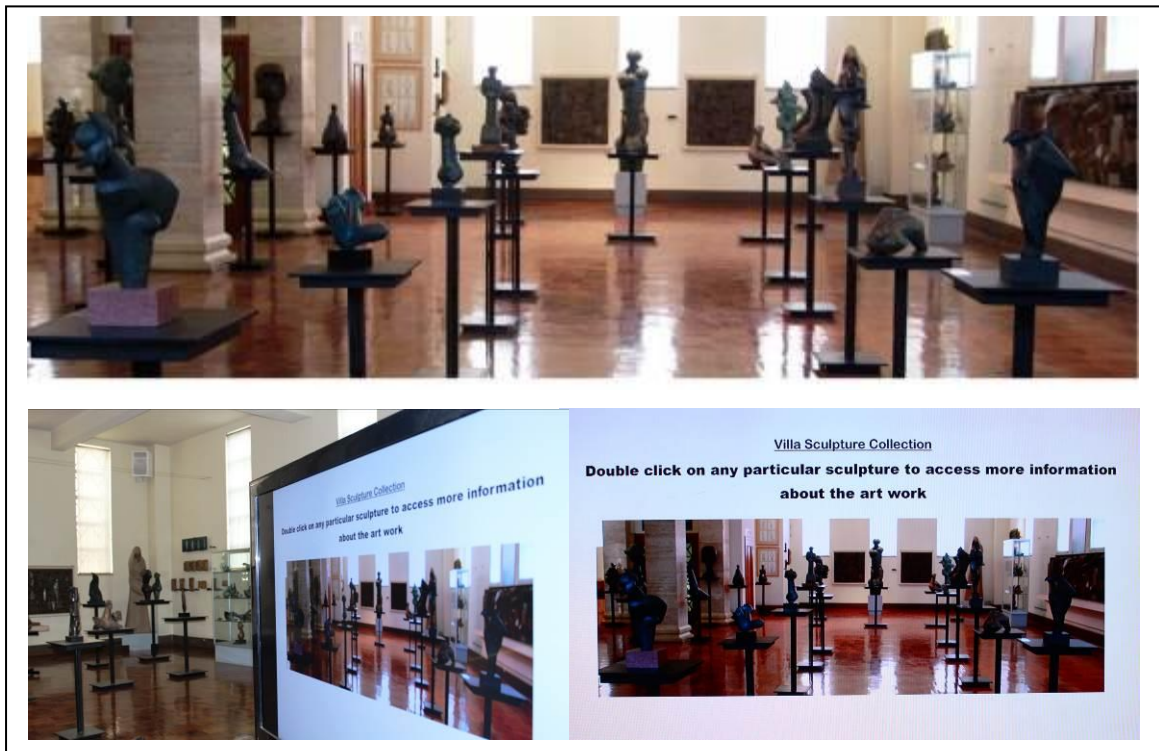 Villa Sculpture Collection
Double click on any particular sculpture to access more information
about the art work
Villa Sculpture Collection
Double click on any particular sculpture to access more information
about the art work